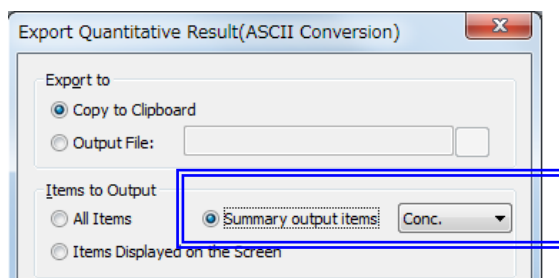 Export Quantitative Result(ASCII Conversion)
Export to
Copy to Clipboard
Output File:
Items to Output
All Items Summary output items Conc.
Items Displayed on the Screen